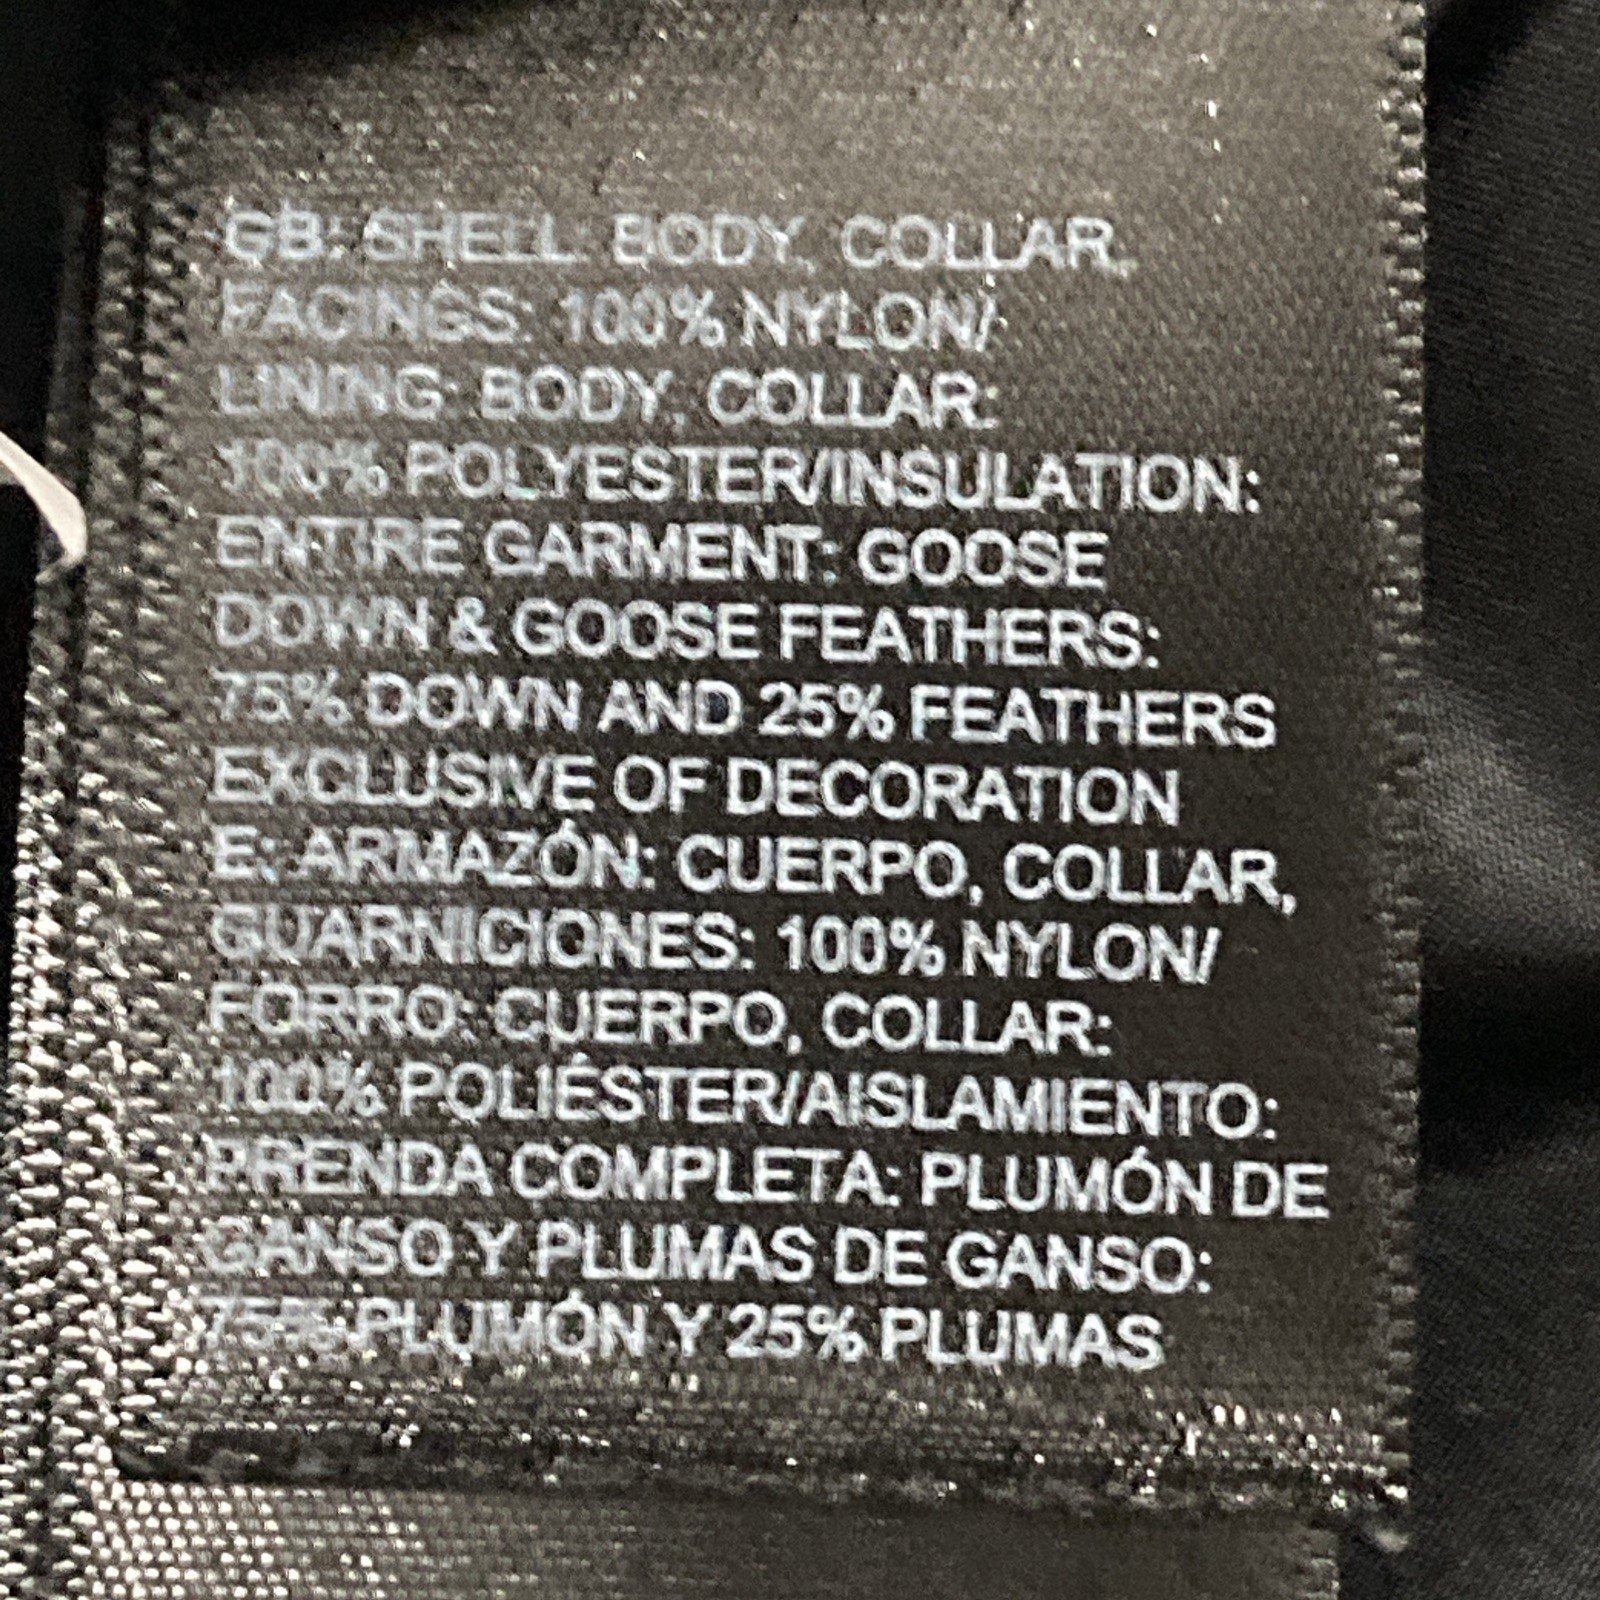 GB: SHELL: BODY, COLLAR,
FACINGS: 100% NYLON/
LINING: BODY, COLLAR:
100% POLYESTER/INSULATION:
ENTIRE GARMENT: GOOSE
DOWN & GOOSE FEATHERS:
75% DOWN AND 25% FEATHERS
EXCLUSIVE OF DECORATION
E: ARMAZÓN: CUERPO, COLLAR,
GUARNICIONES: 100% NYLON/
FORRO: CUERPO, COLLAR:
100% POLIÉSTER/AISLAMIENTO:
PRENDA COMPLETA: PLUMÓN DE
GANSO Y PLUMAS DE GANSO:
75% PLUMÓN Y 25% PLUMAS